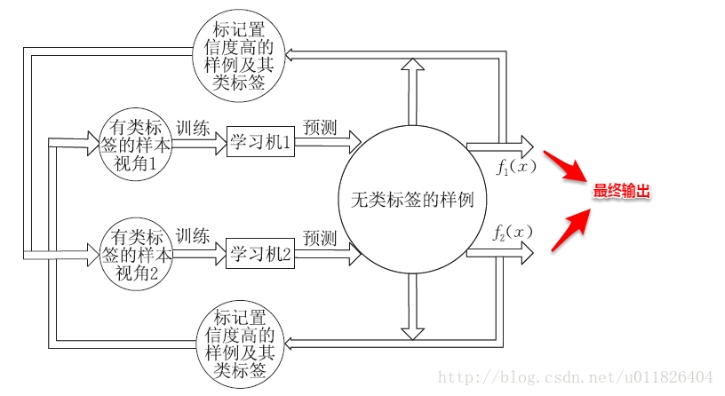 标记置
信度高的
样例及其
类标签
有类标
签的样本
视角1
训练
学习机1
预测
无类标签的样例
f₁(x)
最终输出
有类标
签的样本
视角2
训练
学习机2
预测
f₂(x)
标记置
信度高的
样例及其
类标签
http://blog.csdn.net/u011826404